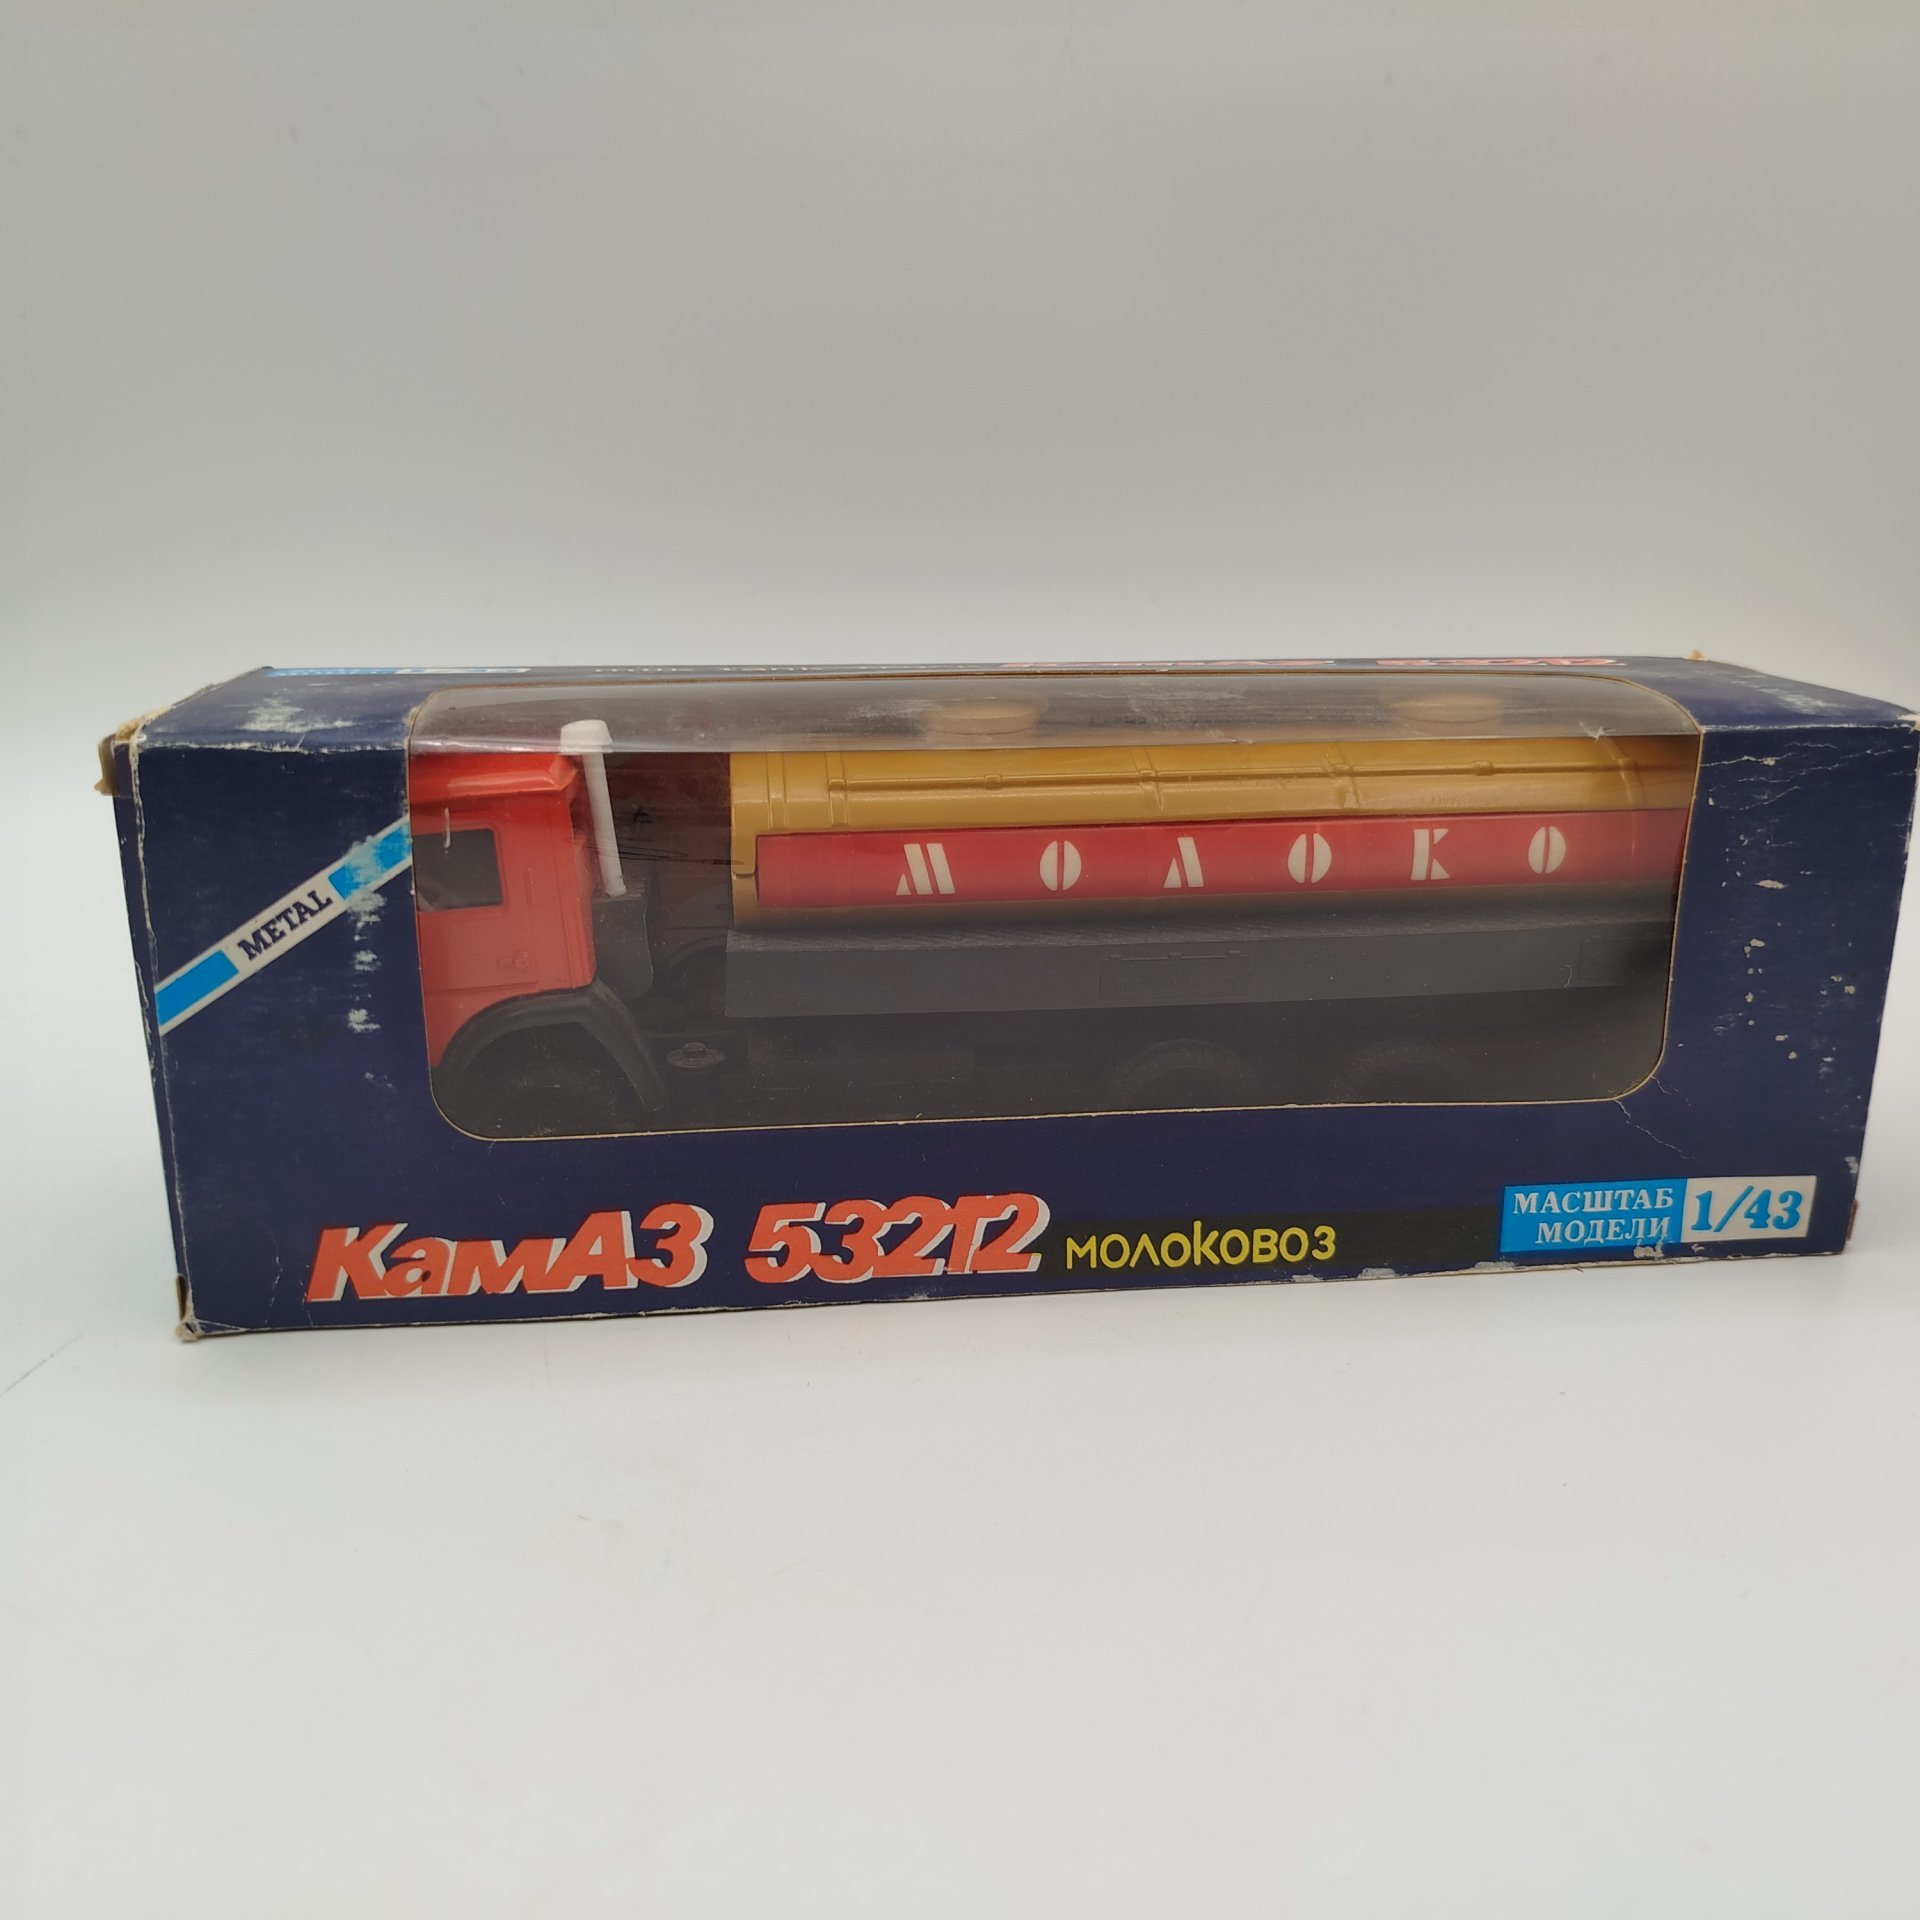 МОЛОКО
METAL
КамАЗ 53212 МОЛОКОВОЗ
МАСШТАБ
МОДЕЛИ
1/43